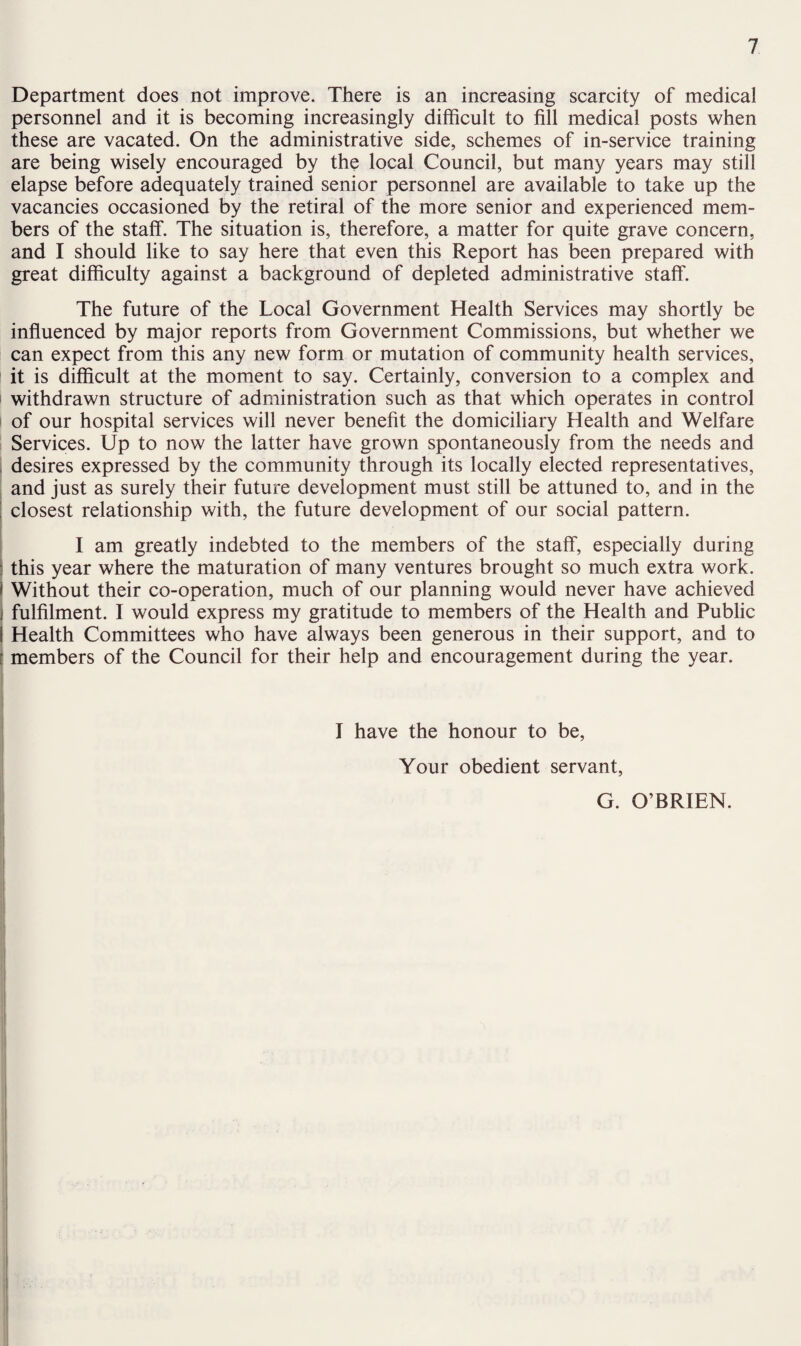 7
Department does not improve. There is an increasing scarcity of medical
personnel and it is becoming increasingly difficult to fill medical posts when
these are vacated. On the administrative side, schemes of in-service training
are being wisely encouraged by the local Council, but many years may still
elapse before adequately trained senior personnel are available to take up the
vacancies occasioned by the retiral of the more senior and experienced mem-
bers of the staff. The situation is, therefore, a matter for quite grave concern,
and I should like to say here that even this Report has been prepared with
great difficulty against a background of depleted administrative staff.
The future of the Local Government Health Services may shortly be
influenced by major reports from Government Commissions, but whether we
can expect from this any new form or mutation of community health services,
it is difficult at the moment to say. Certainly, conversion to a complex and
withdrawn structure of administration such as that which operates in control
of our hospital services will never benefit the domiciliary Health and Welfare
Services. Up to now the latter have grown spontaneously from the needs and
desires expressed by the community through its locally elected representatives,
and just as surely their future development must still be attuned to, and in the
closest relationship with, the future development of our social pattern.
I am greatly indebted to the members of the staff, especially during
this year where the maturation of many ventures brought so much extra work.
Without their co-operation, much of our planning would never have achieved
fulfilment. I would express my gratitude to members of the Health and Public
Health Committees who have always been generous in their support, and to
members of the Council for their help and encouragement during the year.
I have the honour to be,
Your obedient servant,
G. O'BRIEN.